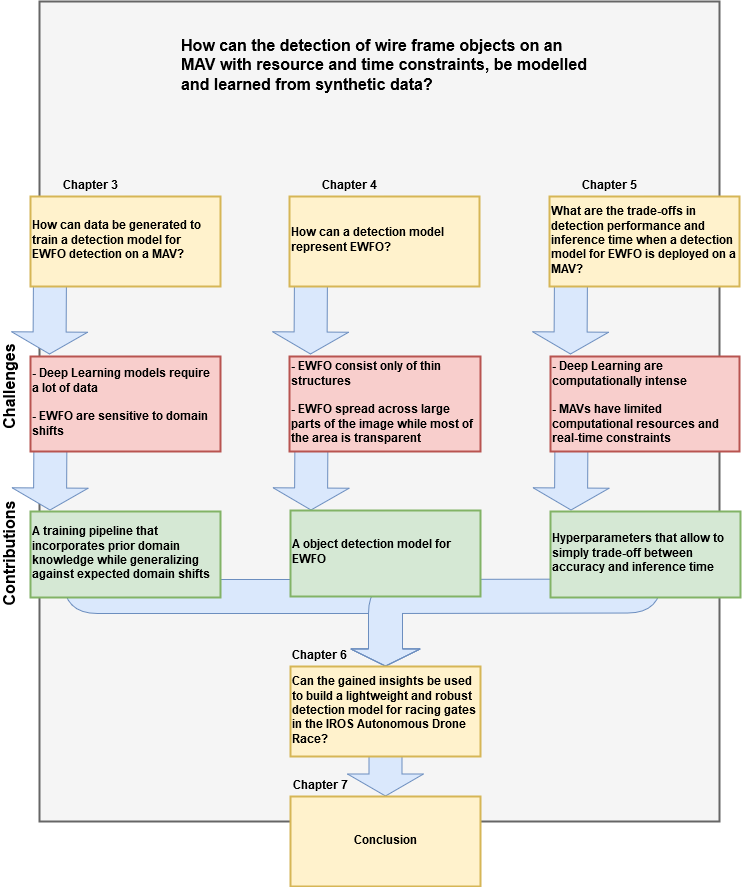 How can the detection of wire frame objects on an
MAV with resource and time constraints, be modelled
and learned from synthetic data?
Chapter 3
Chapter 4
Chapter 5
How can data be generated to
train a detection model for
EWFO detection on a MAV?
How can a detection model
represent EWFO?
What are the trade-offs in
detection performance and
inference time when a detection
model for EWFO is deployed on a
MAV?
Challenges
- Deep Learning models require
a lot of data
- EWFO are sensitive to domain
shifts
- EWFO consist only of thin
structures
- EWFO spread across large
parts of the image while most of
the area is transparent
- Deep Learning are
computationally intense
- MAVs have limited
computational resources and
real-time constraints
Contributions
A training pipeline that
incorporates prior domain
knowledge while generalizing
against expected domain shifts
A object detection model for
EWFO
Hyperparameters that allow to
simply trade-off between
accuracy and inference time
Chapter 6
Can the gained insights be used
to build a lightweight and robust
detection model for racing gates
in the IROS Autonomous Drone
Race?
Chapter 7
Conclusion